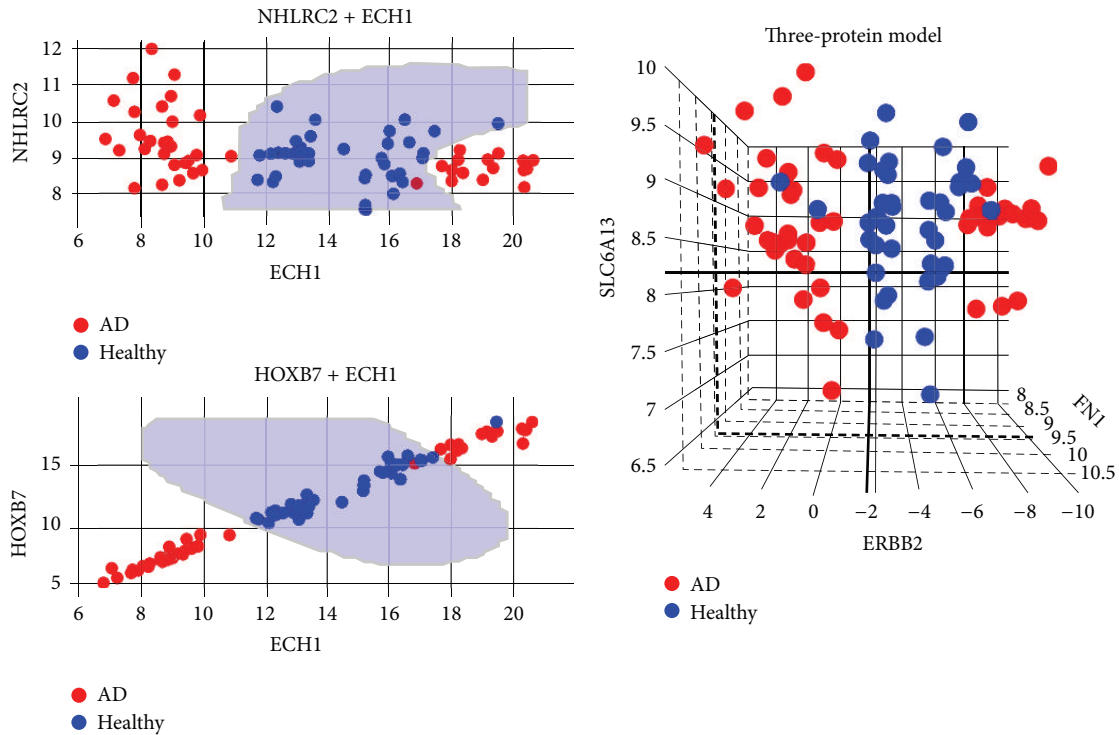 NHLRC2 + ECH1
NHLRC2
12
11
10
9
8
6 8 10 12 14 16 18 20
ECH1
AD
Healthy
HOXB7 + ECH1
HOXB7
15
10
5
6 8 10 12 14 16 18 20
ECH1
AD
Healthy
Three-protein model
SLC6A13
10
9.5
9
8.5
8
7.5
7
6.5
4 2 0 −2 −4 −6 −8 −10
ERBB2
8
8.5
9
9.5
10
10.5
FN1
AD
Healthy